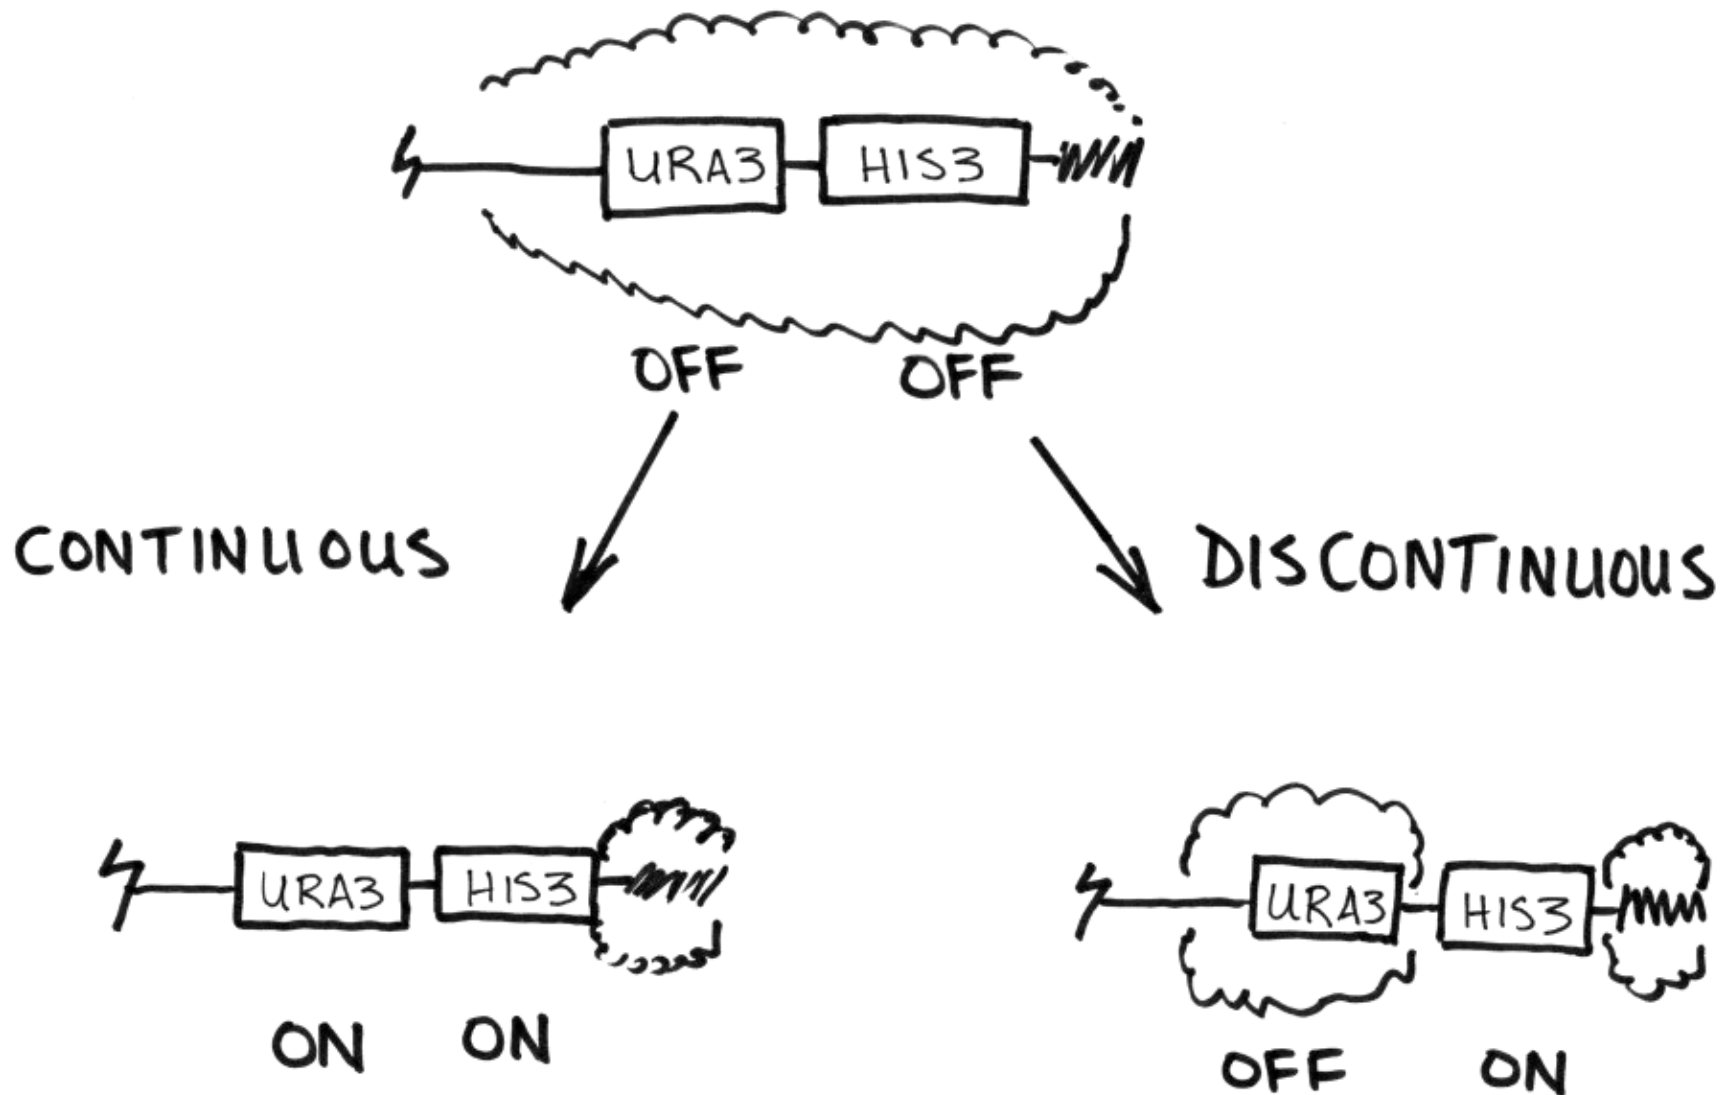 URA3 HIS3
OFF OFF
CONTINUOUS DISCONTINUOUS
URA3 HIS3 URA3 HIS3
ON ON OFF ON